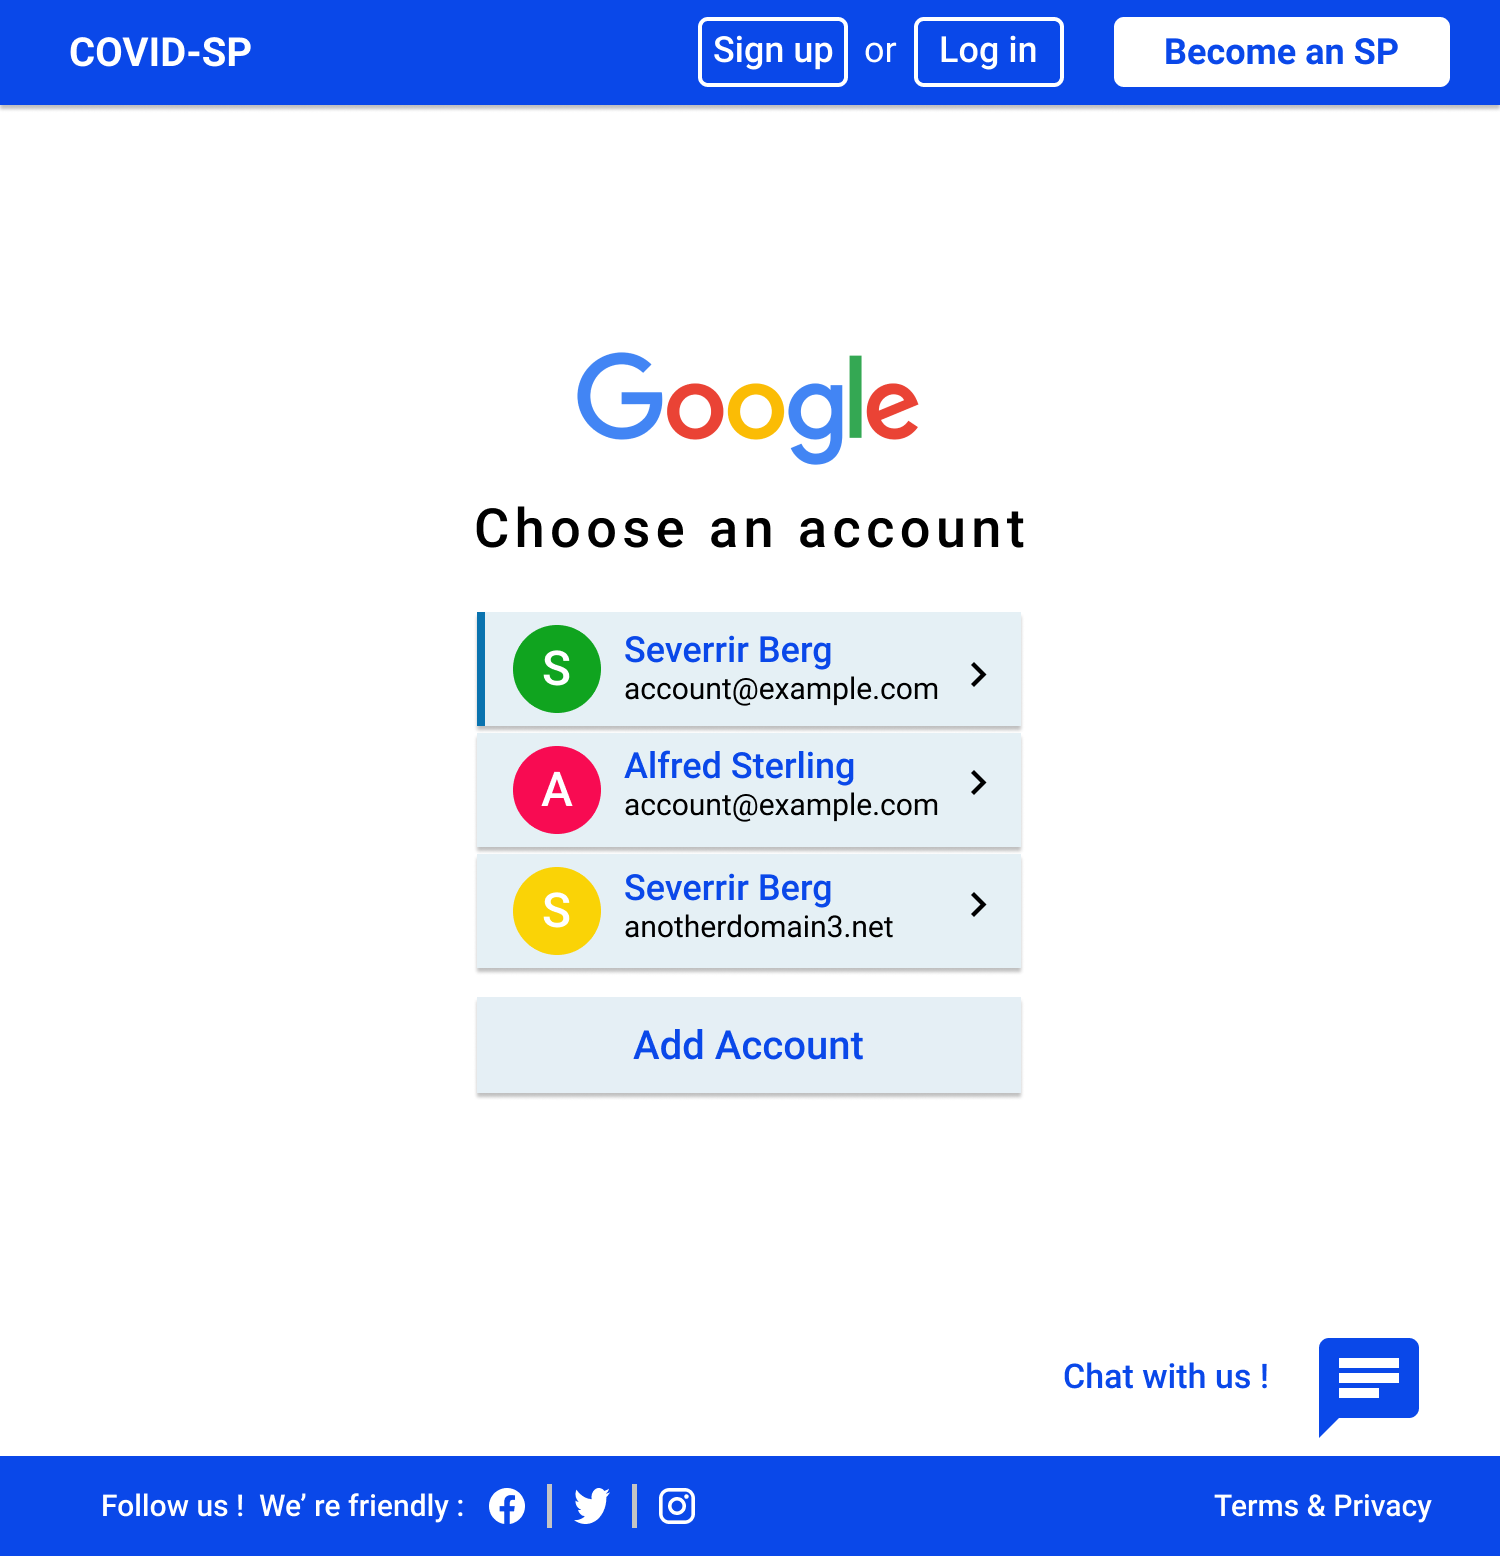 COVID-SP
Sign up or Log in
Become an SP
Google
Choose an account
S
Severrir Berg
account@example.com
A
Alfred Sterling
account@example.com
S
Severrir Berg
anotherdomain3.net
Add Account
Chat with us !
Follow us !  We’ re friendly :
Terms & Privacy